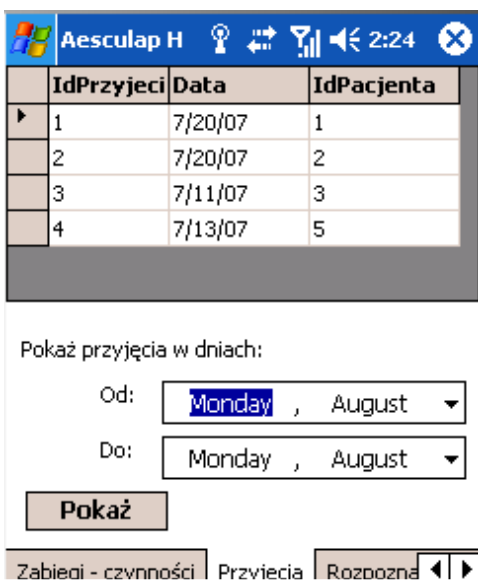 Aesculap H 2:24
IdPrzyjeci Data IdPacjenta
1 7/20/07 1
2 7/20/07 2
3 7/11/07 3
4 7/13/07 5
Pokaż przyjęcia w dniach:
Od: Monday , August
Do: Monday , August
Pokaż
Zabiegi - czynności Przyjęcia Rozpozna